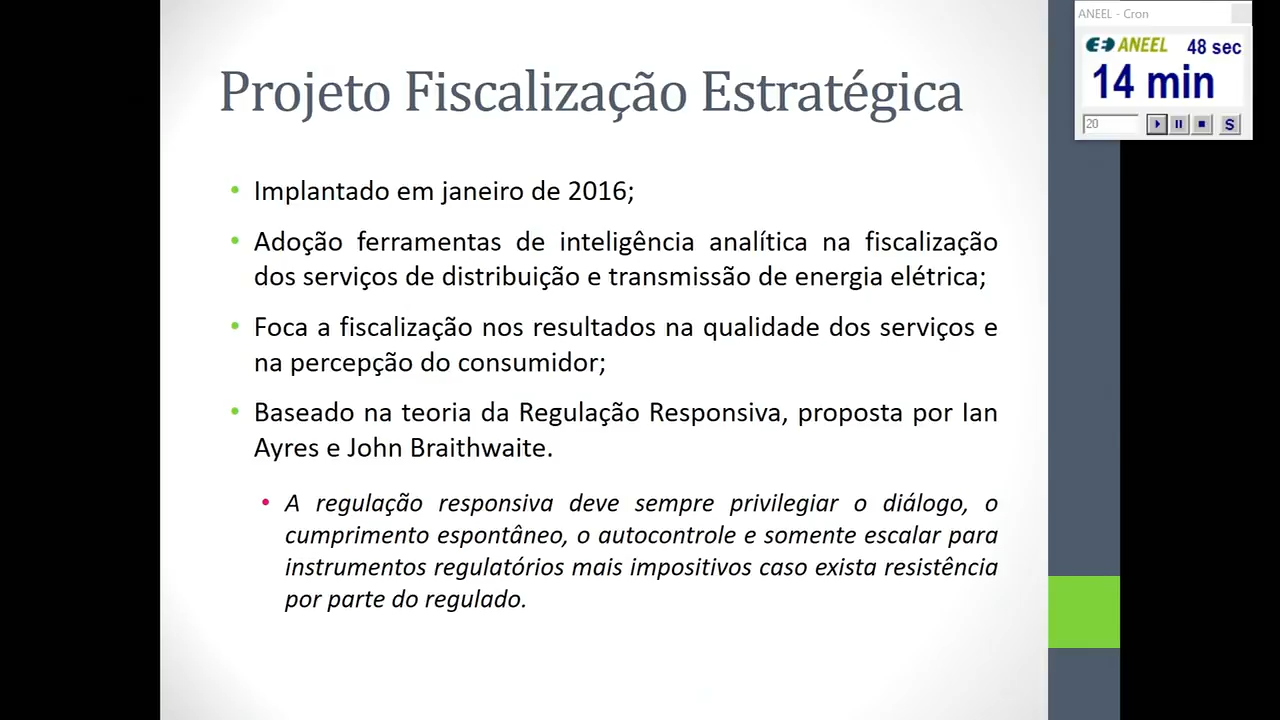 Projeto Fiscalização Estratégica
• Implantado em janeiro de 2016;
• Adoção ferramentas de inteligência analítica na fiscalização
dos serviços de distribuição e transmissão de energia elétrica;
• Foca a fiscalização nos resultados na qualidade dos serviços e
na percepção do consumidor;
• Baseado na teoria da Regulação Responsiva, proposta por Ian
Ayres e John Braithwaite.
• A regulação responsiva deve sempre privilegiar o diálogo, o
cumprimento espontâneo, o autocontrole e somente escalar para
instrumentos regulatórios mais impositivos caso exista resistência
por parte do regulado.
ANEEL - Cron
ANEEL 48 sec
14 min
20
S